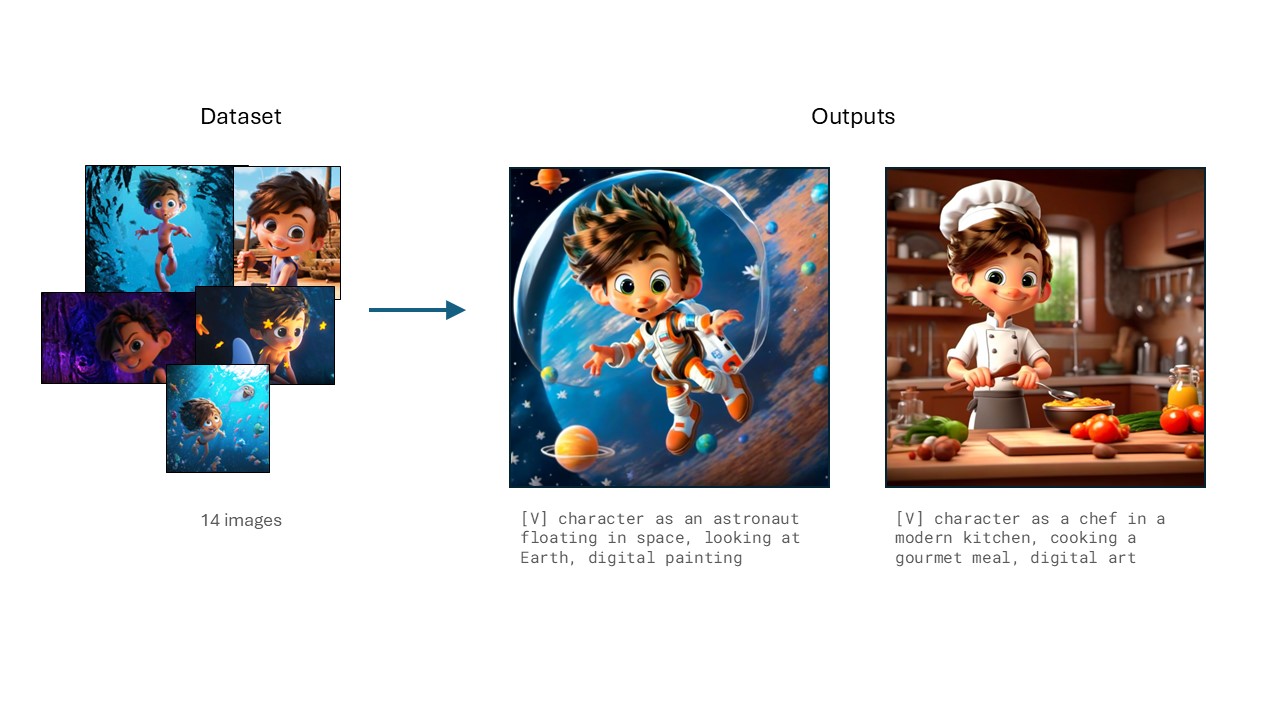 Dataset
Outputs
14 images
[V] character as an astronaut
floating in space, looking at
Earth, digital painting
[V] character as a chef in a
modern kitchen, cooking a
gourmet meal, digital art